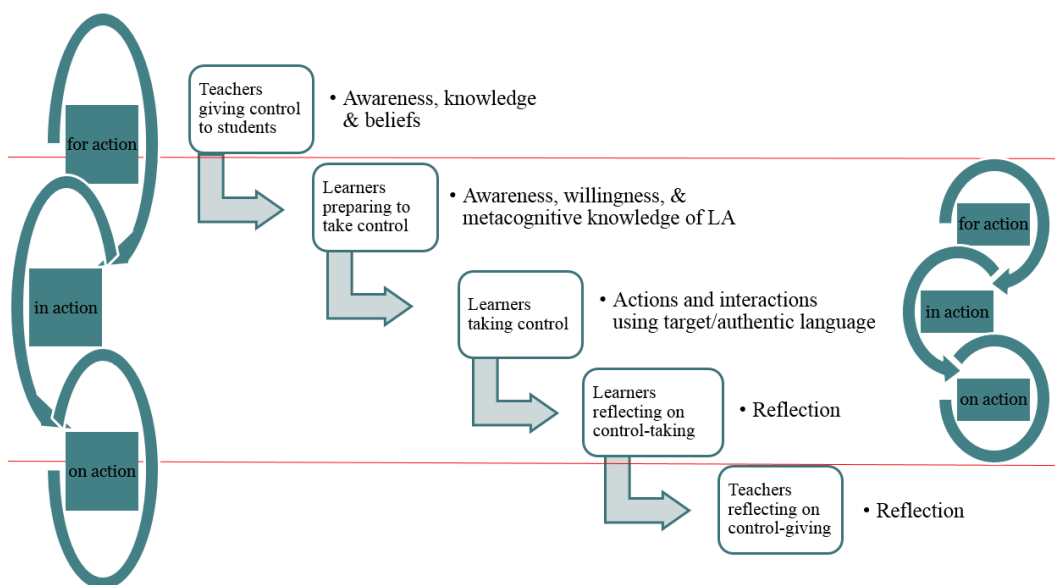 for action
Teachers
giving control
to students
• Awareness, knowledge
& beliefs
Learners
preparing to
take control
• Awareness, willingness, &
metacognitive knowledge of LA
for action
in action
Learners
taking control
• Actions and interactions
using target/authentic language
in action
Learners
reflecting on
control-taking
• Reflection
on action
on action
Teachers
reflecting on
control-giving
• Reflection